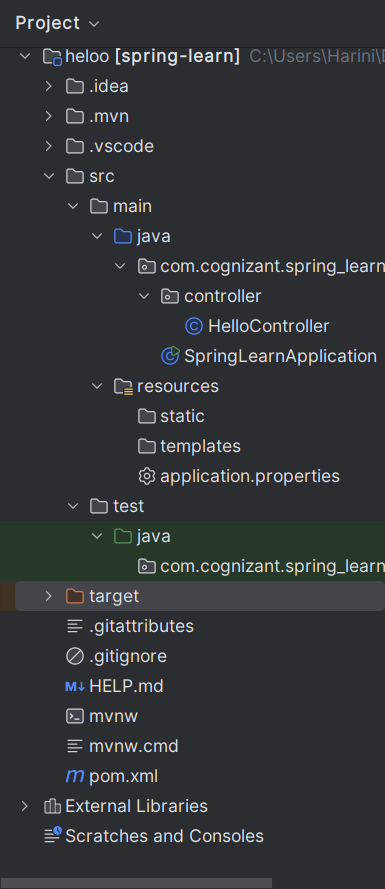 Project
heloo [spring-learn] C:\Users\Harini\
.idea
.mvn
.vscode
src
main
java
com.cognizant.spring_learn
controller
HelloController
SpringLearnApplication
resources
static
templates
application.properties
test
java
com.cognizant.spring_learn
target
.gitattributes
.gitignore
M↓ HELP.md
mvnw
mvnw.cmd
m pom.xml
External Libraries
Scratches and Consoles